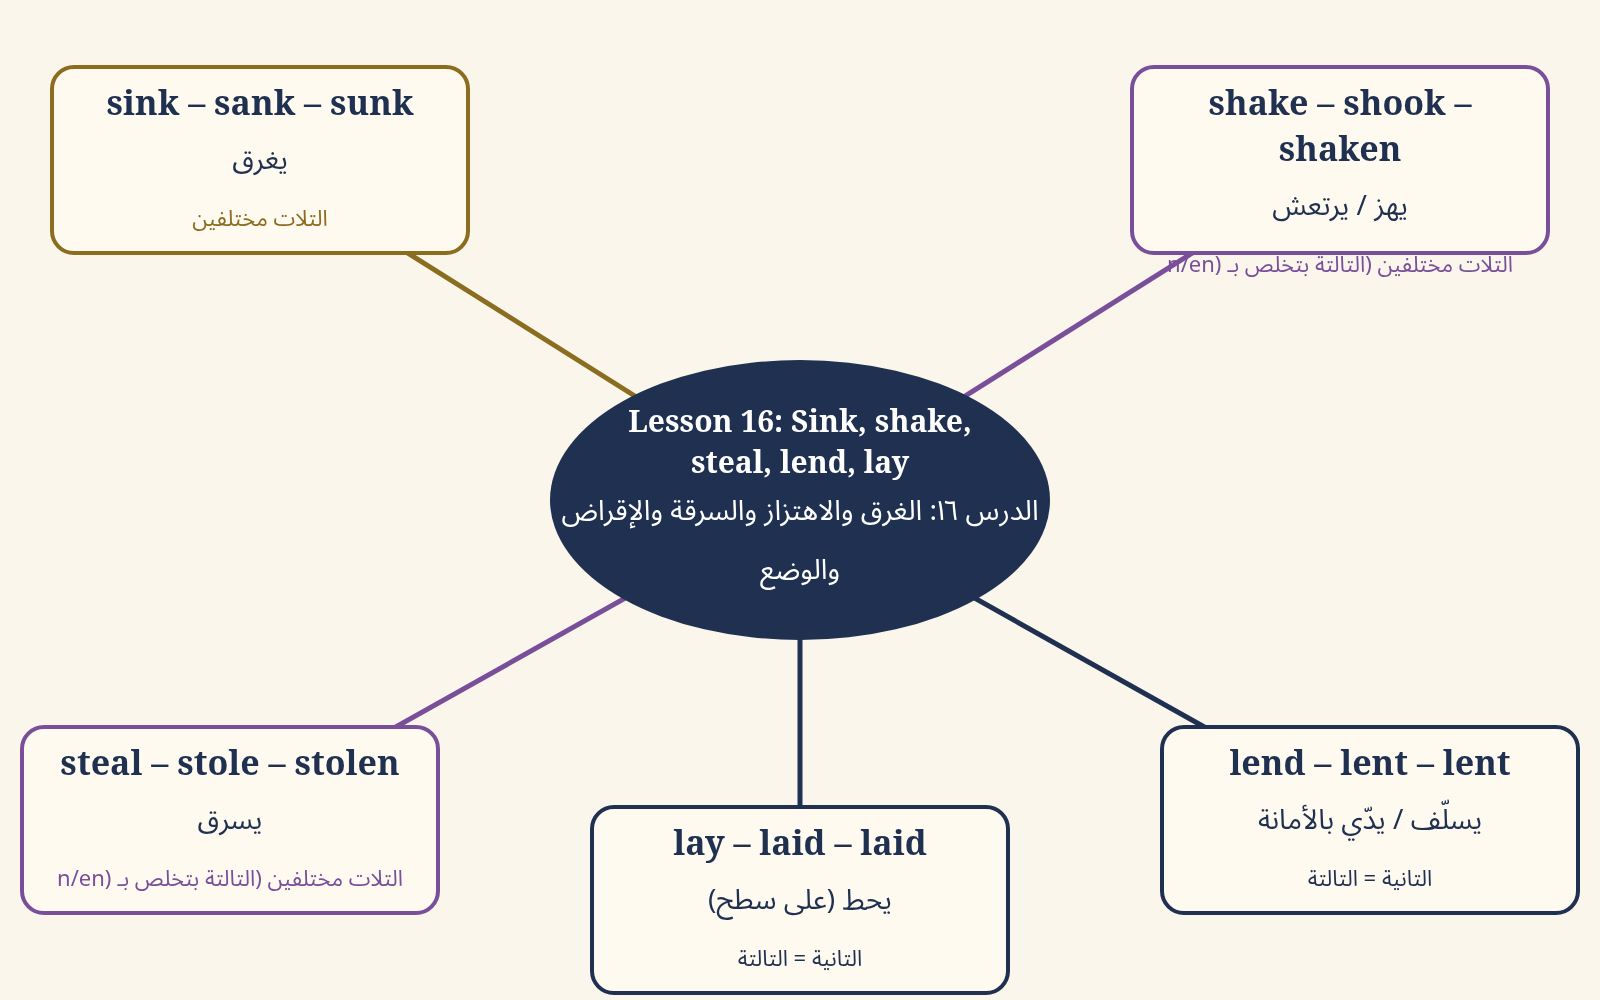 sink – sank – sunk
يغرق
التلات مختلفين
shake – shook –
shaken
يهز / يرتعش
التلات مختلفين (التالتة بتخلص بـ n/en)
Lesson 16: Sink, shake,
steal, lend, lay
الدرس ١٦: الغرق والاهتزاز والسرقة والإقراض
والوضع
steal – stole – stolen
يسرق
التلات مختلفين (التالتة بتخلص بـ n/en)
lay – laid – laid
يحط (على سطح)
التانية = التالتة
lend – lent – lent
يسلّف / يدّي بالأمانة
التانية = التالتة